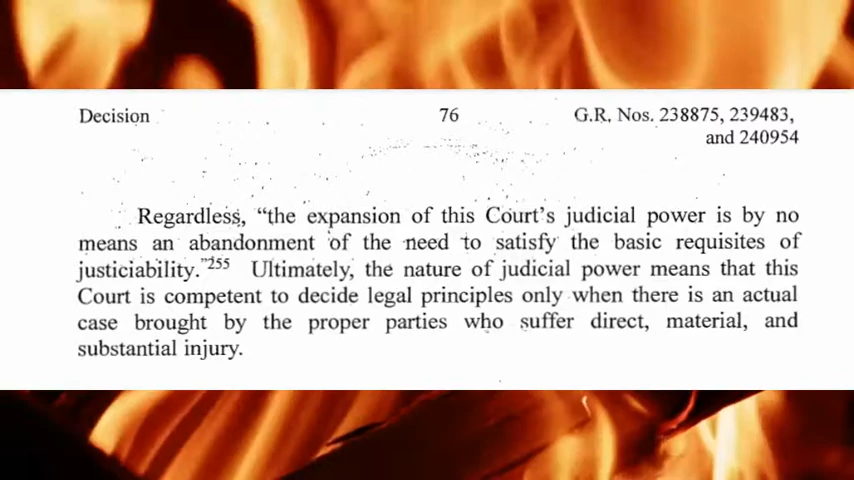 Decision 76 G.R. Nos. 238875, 239483,
and 240954
Regardless, “the expansion of this Court’s judicial power is by no
means an abandonment of the need to satisfy the basic requisites of
justiciability.”255 Ultimately, the nature of judicial power means that this
Court is competent to decide legal principles only when there is an actual
case brought by the proper parties who suffer direct, material, and
substantial injury.